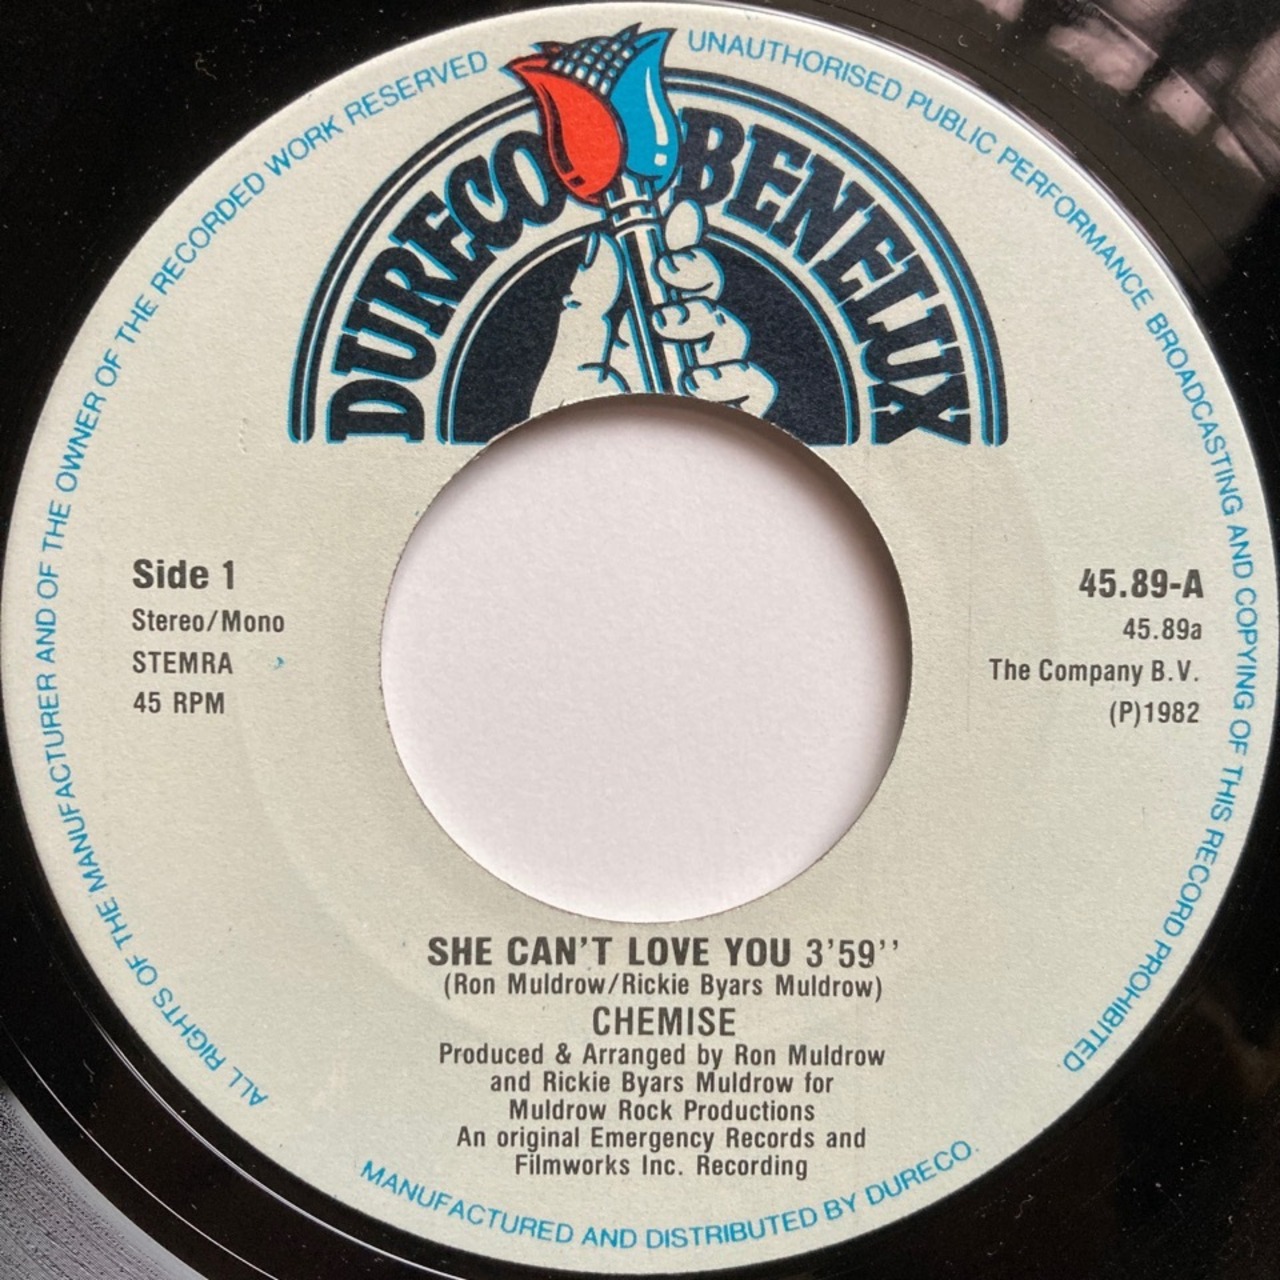 ALL RIGHTS OF THE MANUFACTURER AND OF THE OWNER OF THE RECORDED WORK RESERVED
UNAUTHORISED PUBLIC PERFORMANCE BROADCASTING AND COPYING OF THIS RECORD PROHIBITED
DURECO BENELUX
Side 1
Stereo/Mono
STEMRA
45 RPM
45.89-A
45.89a
The Company B.V.
(P)1982
SHE CAN'T LOVE YOU 3'59''
(Ron Muldrow/Rickie Byars Muldrow)
CHEMISE
Produced & Arranged by Ron Muldrow
and Rickie Byars Muldrow for
Muldrow Rock Productions
An original Emergency Records and
Filmworks Inc. Recording
MANUFACTURED AND DISTRIBUTED BY DURECO.